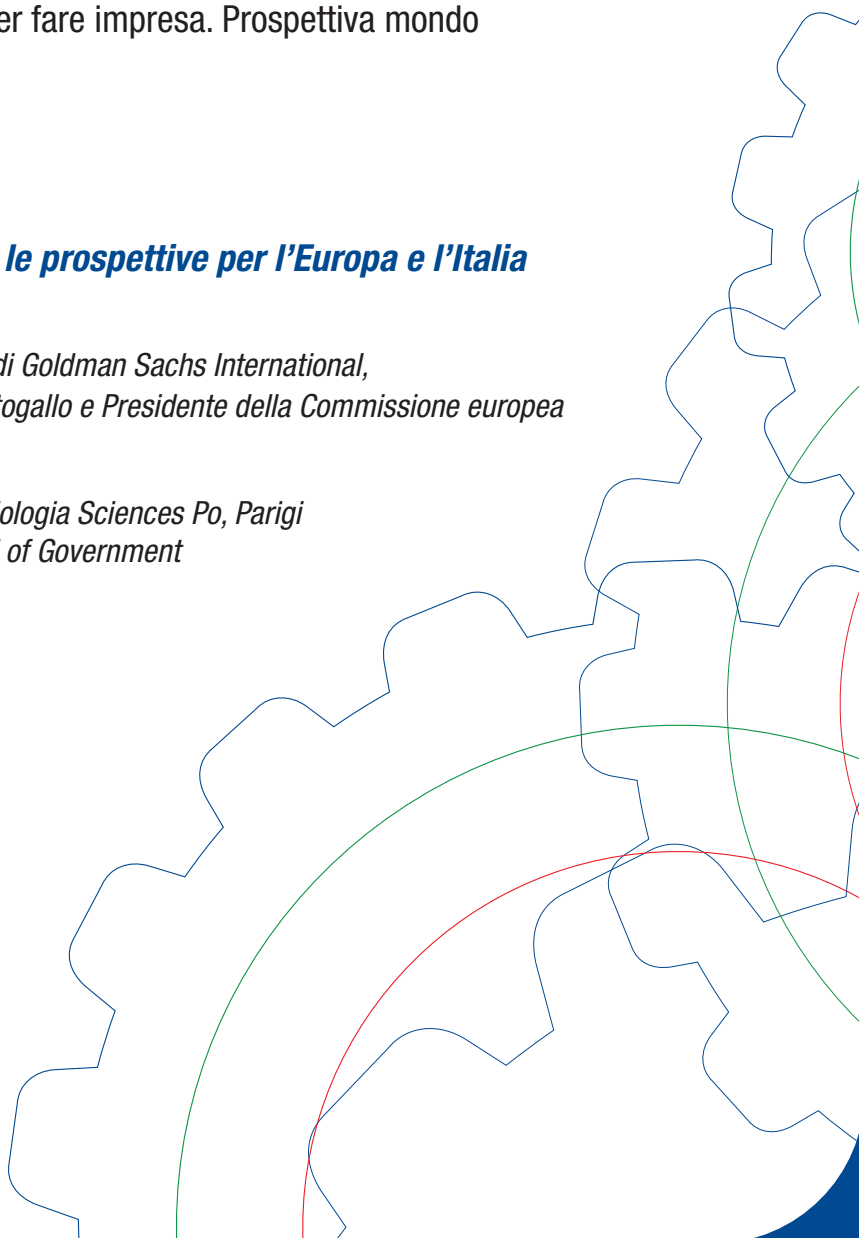 er fare impresa. Prospettiva mondo
le prospettive per l’Europa e l’Italia
di Goldman Sachs International,
togallo e Presidente della Commissione europea
iologia Sciences Po, Parigi
l of Government